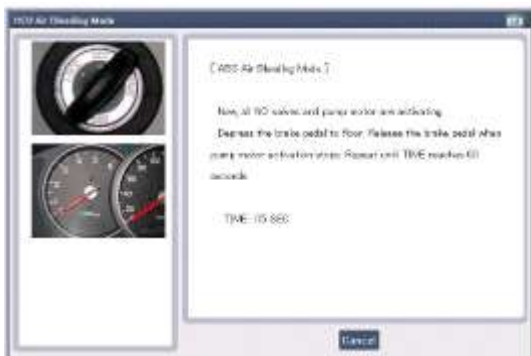 HCU Air Bleeding Mode
[ ABS Air Bleeding Mode ]
Now, all NO valves and pump motor are activating
Depress the brake pedal to floor. Release the brake pedal when
pump motor activation stops. Repeat until TIME reaches 60
seconds
TIME : 05 SEC
Cancel